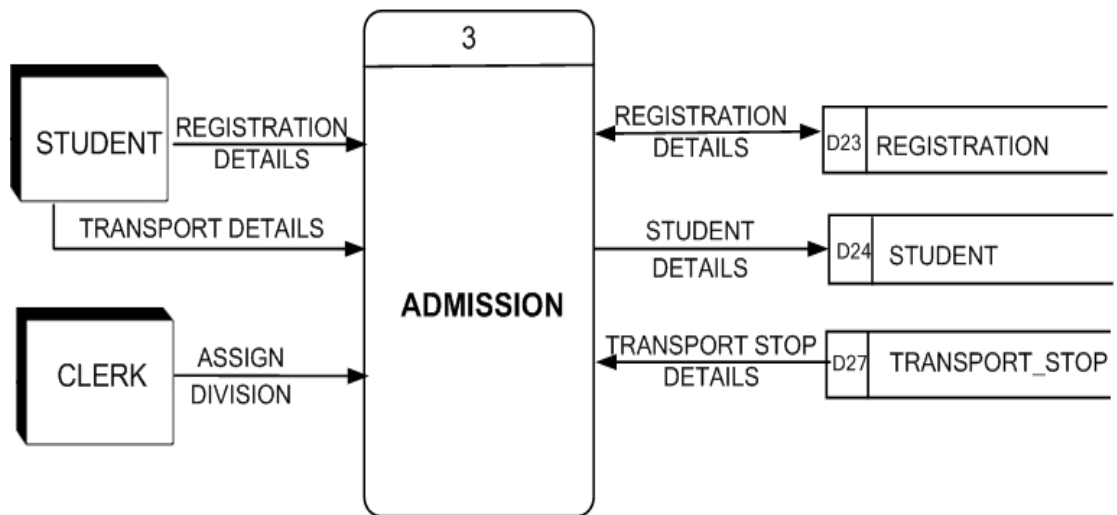 3
STUDENT
REGISTRATION
DETAILS
TRANSPORT DETAILS
CLERK
ASSIGN
DIVISION
ADMISSION
REGISTRATION
DETAILS
D23 REGISTRATION
STUDENT
DETAILS
D24 STUDENT
TRANSPORT STOP
DETAILS
D27 TRANSPORT_STOP